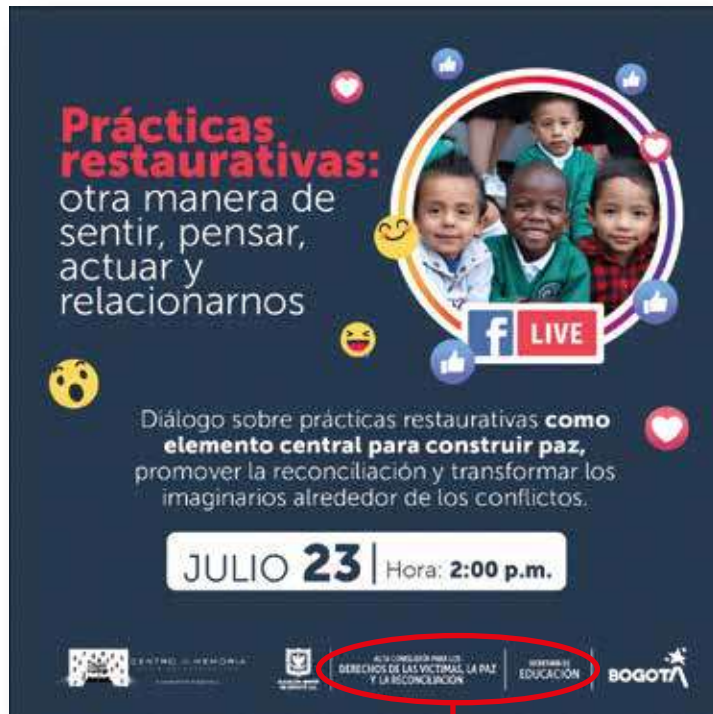 Prácticas
restaurativas:
otra manera de
sentir, pensar,
actuar y
relacionarnos
f LIVE
Diálogo sobre prácticas restaurativas como
elemento central para construir paz,
promover la reconciliación y transformar los
imaginarios alrededor de los conflictos.
JULIO 23 | Hora: 2:00 p.m.
CENTRO DE MEMORIA
ALTA CONSEJERÍA PARA LOS
DERECHOS DE LAS VÍCTIMAS, LA PAZ
Y LA RECONCILIACIÓN
SECRETARÍA DE
EDUCACIÓN
BOGOTÁ